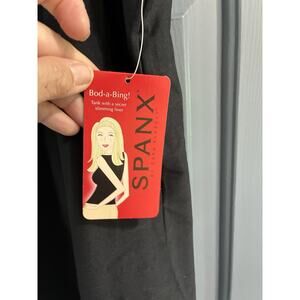 Bod-a-Bing!
Tank with a secret
slimming liner
SPANX